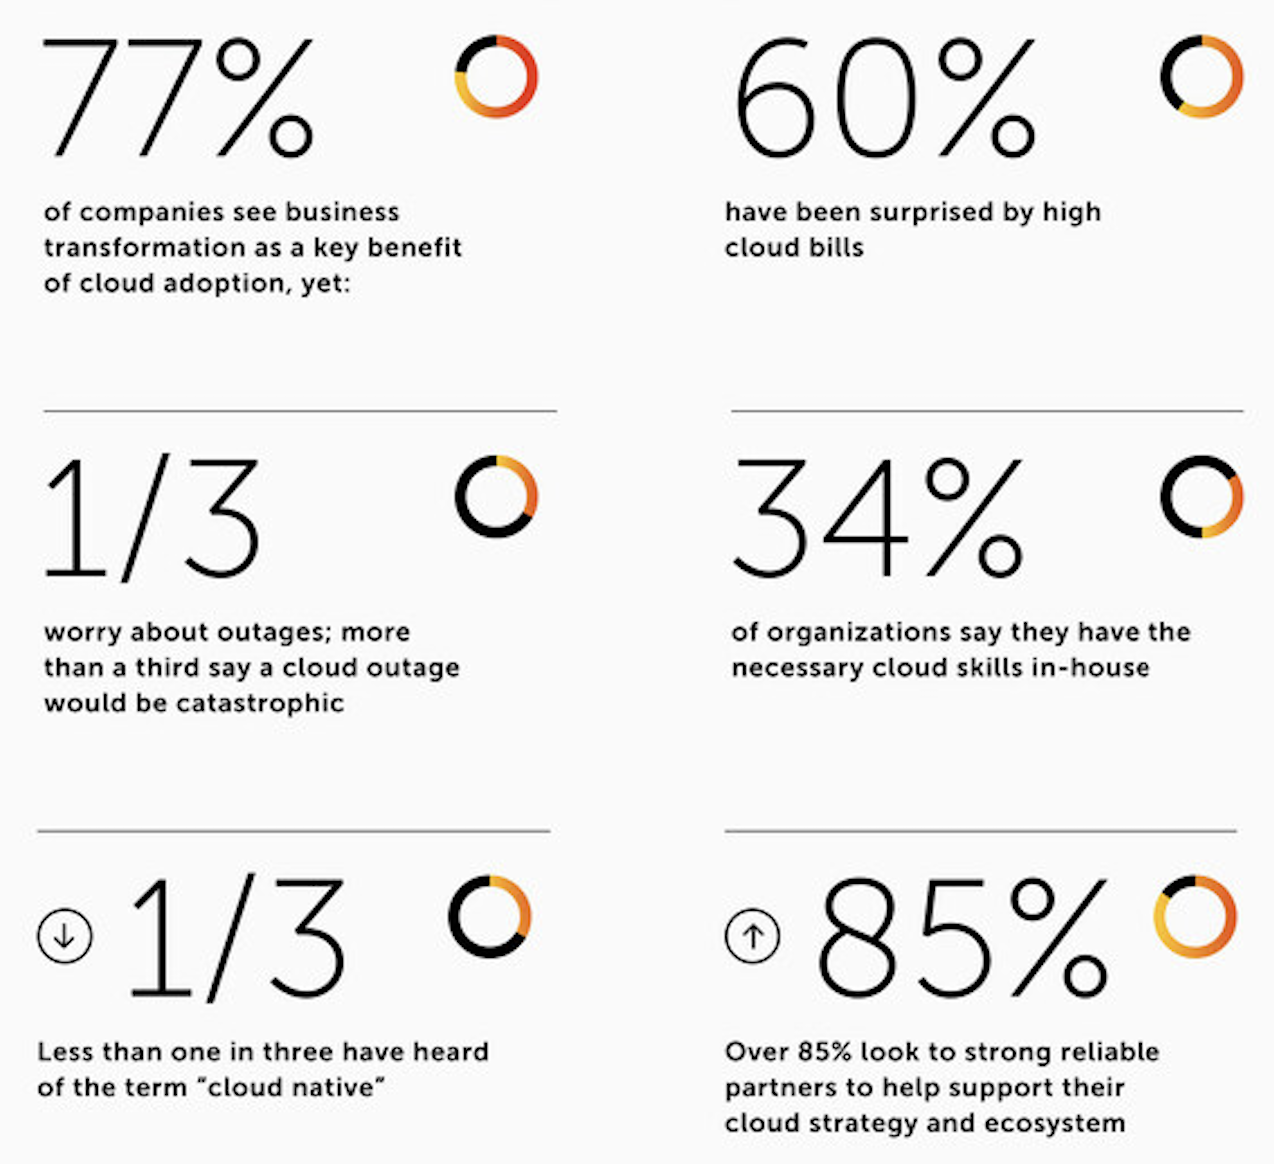 77%
of companies see business
transformation as a key benefit
of cloud adoption, yet:
60%
have been surprised by high
cloud bills
1/3
worry about outages; more
than a third say a cloud outage
would be catastrophic
34%
of organizations say they have the
necessary cloud skills in-house
1/3
Less than one in three have heard
of the term “cloud native”
85%
Over 85% look to strong reliable
partners to help support their
cloud strategy and ecosystem